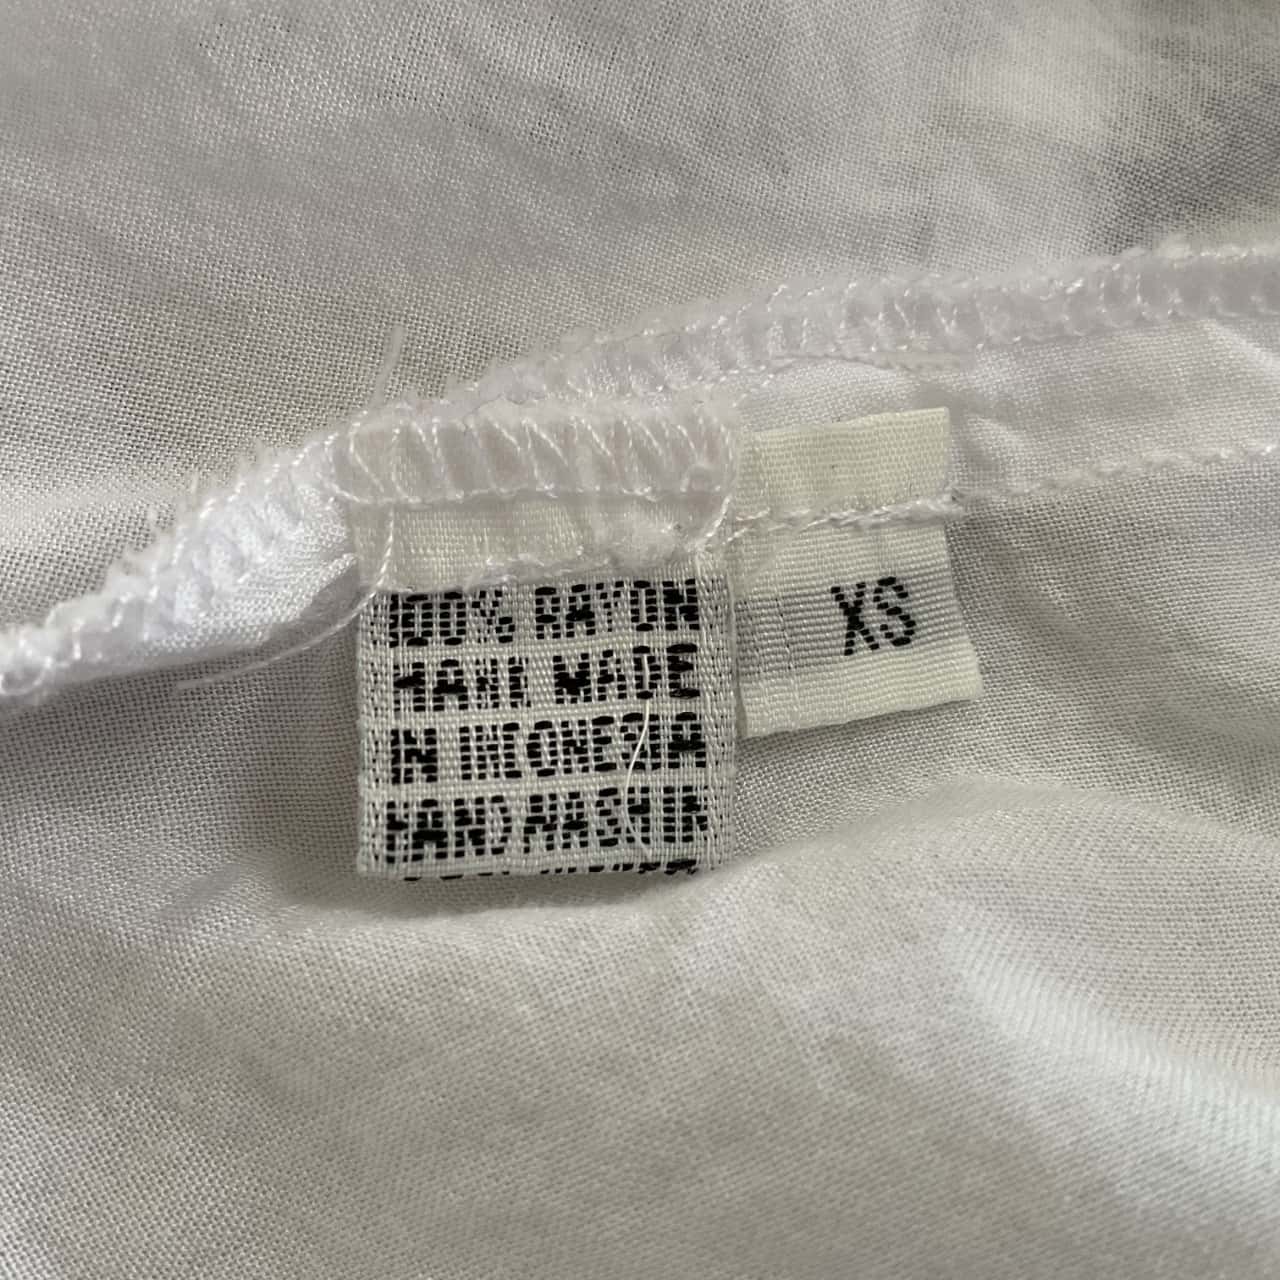 100% RAYON
HAND MADE
IN INDONESIA
HAND WASH IN
XS